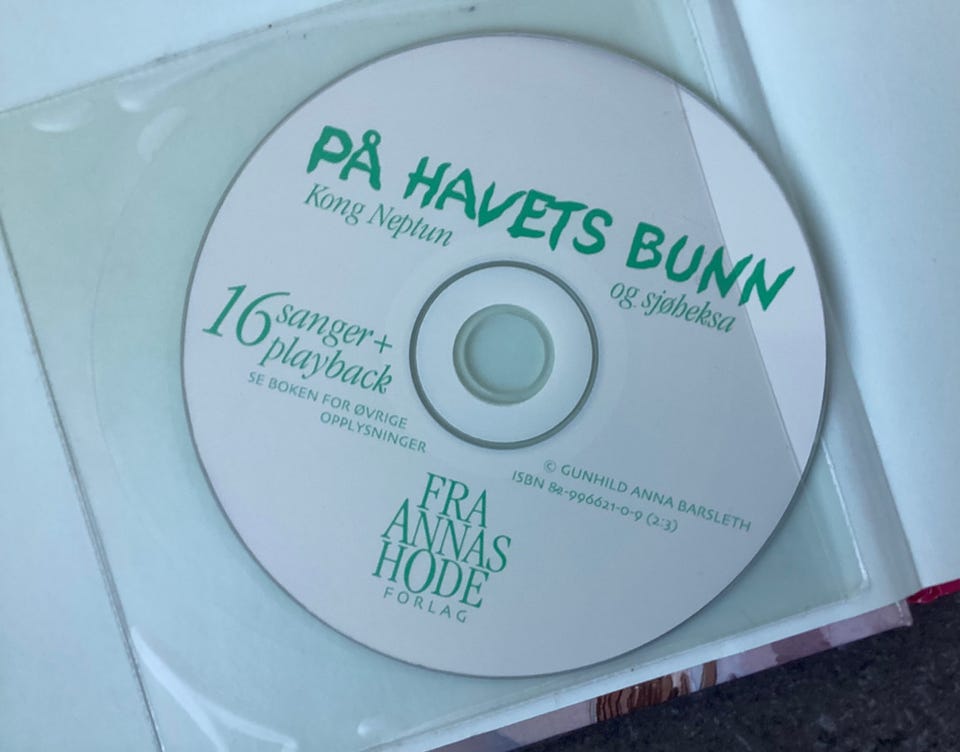 PÅ HAVETS BUNN
Kong Neptun
og sjøheksa
16 sanger +
playback
SE BOKEN FOR ØVRIGE
OPPLYSNINGER
© GUNHILD ANNA BARSLETH
ISBN 82-996621-0-9 (2:3)
FRA
ANNAS
HODE
FORLAG